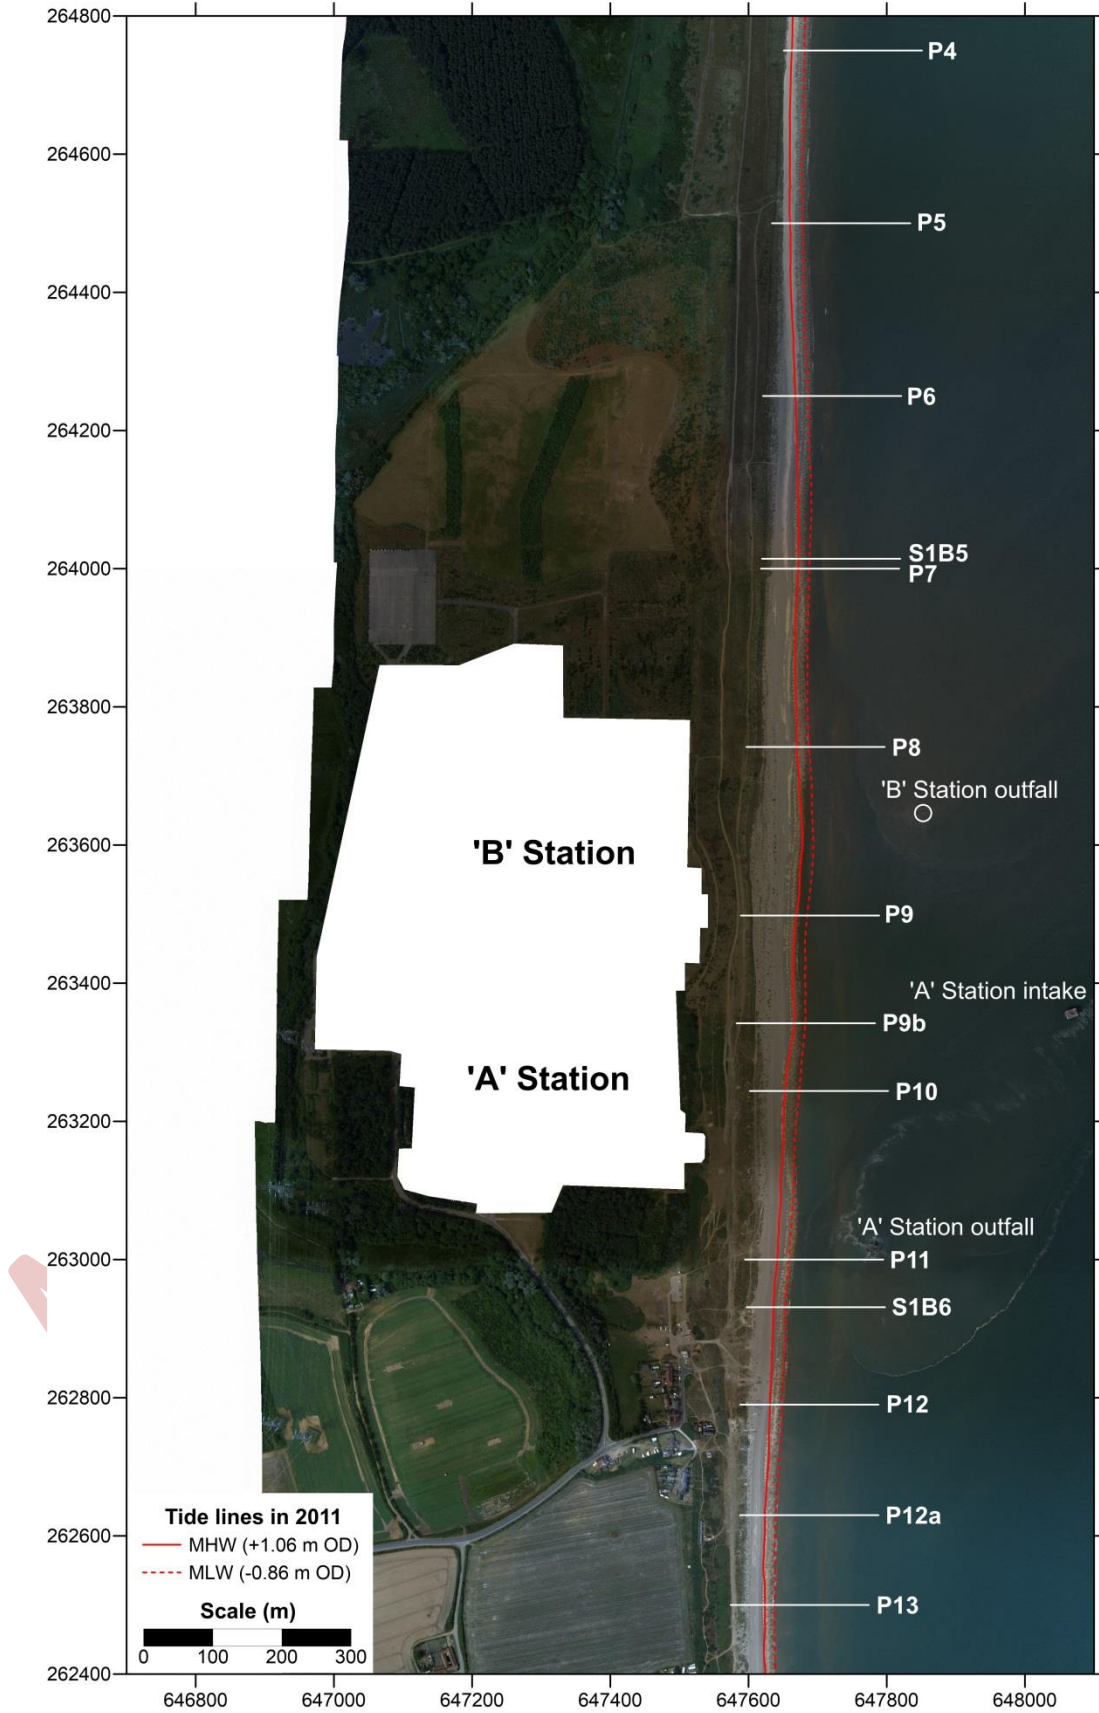 264800
P4
264600
P5
264400
P6
264200
S1B5
264000
P7
263800
P8
'B' Station outfall
'B' Station
263600
P9
263400
'A' Station intake
P9b
'A' Station
P10
263200
'A' Station outfall
263000
P11
S1B6
262800
P12
Tide lines in 2011
MHW (+1.06 m OD)
MLW (-0.86 m OD)
262600
P12a
Scale (m)
0 100 200 300
P13
262400
646800 647000 647200 647400 647600 647800 648000